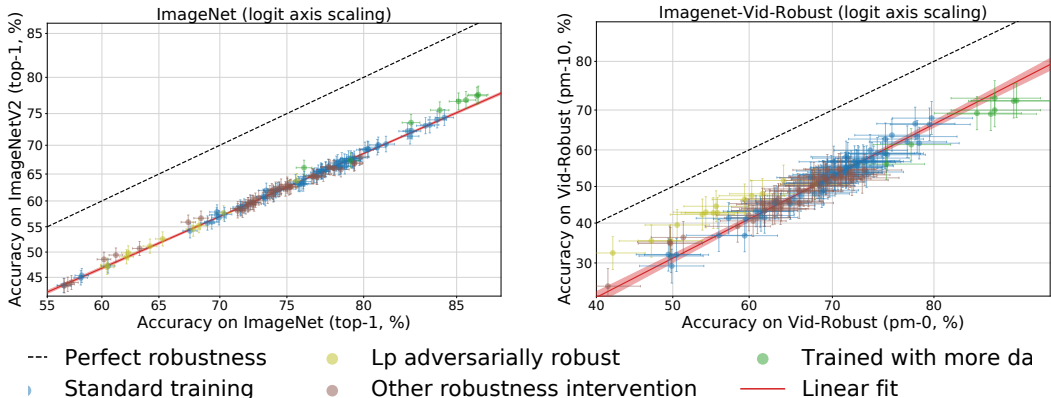 ImageNet (logit axis scaling)
Accuracy on ImageNetV2 (top-1, %)
85
80
75
70
65
60
55
50
45
55 60 65 70 75 80 85
Accuracy on ImageNet (top-1, %)
Imagenet-Vid-Robust (logit axis scaling)
Accuracy on Vid-Robust (pm-10, %)
80
70
60
50
40
30
40 50 60 70 80
Accuracy on Vid-Robust (pm-0, %)
Perfect robustness Lp adversarially robust Trained with more da
Standard training Other robustness intervention Linear fit